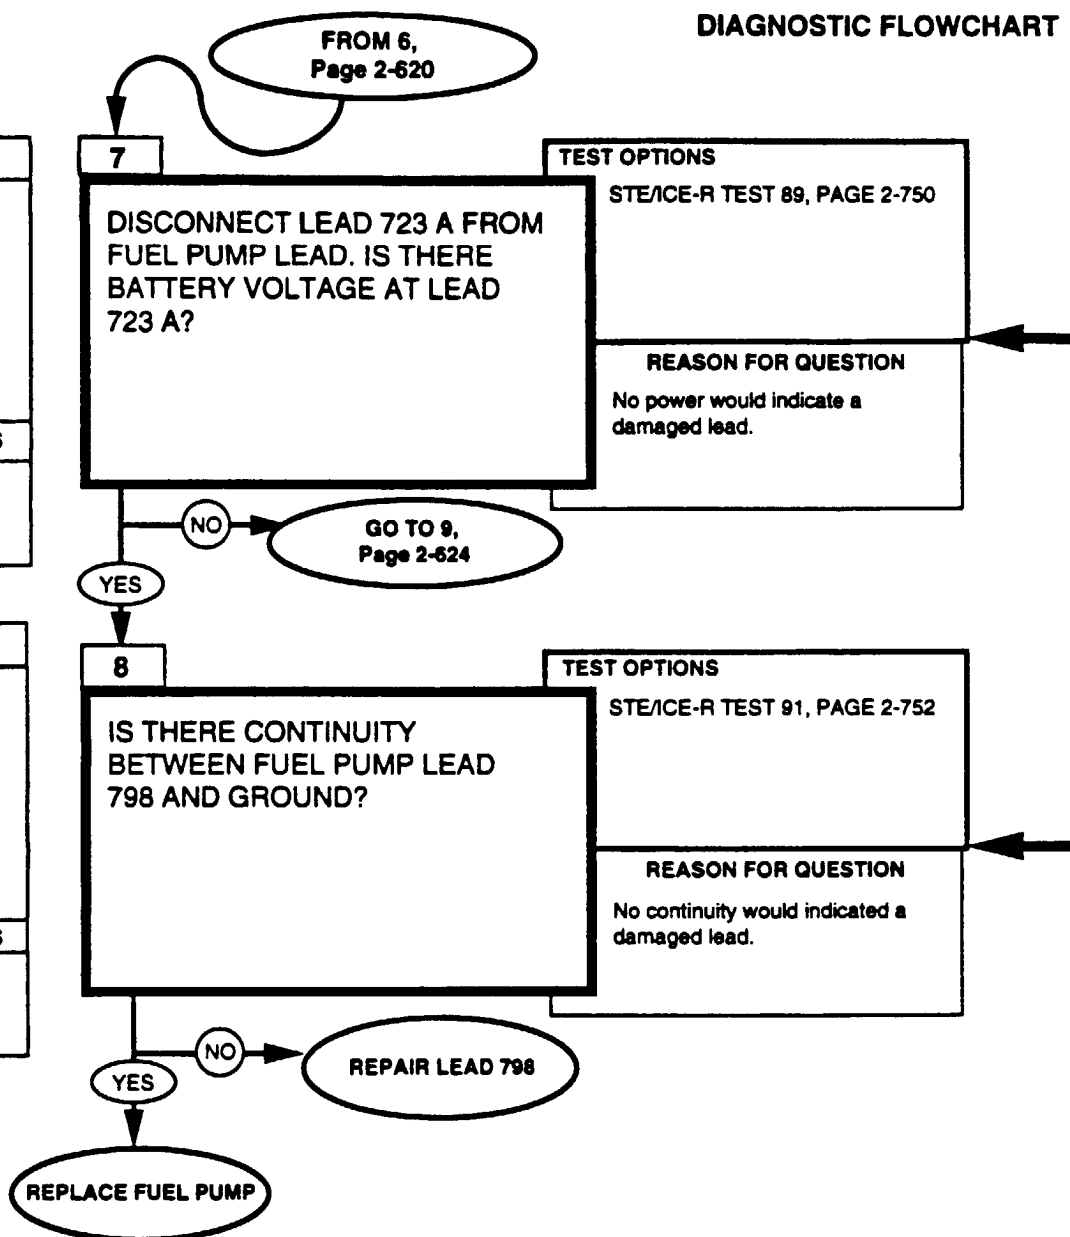 DIAGNOSTIC FLOWCHART
FROM 6,
Page 2-620
7
TEST OPTIONS
STE/ICE-R TEST 89, PAGE 2-750
DISCONNECT LEAD 723 A FROM
FUEL PUMP LEAD. IS THERE
BATTERY VOLTAGE AT LEAD
723 A?
REASON FOR QUESTION
No power would indicate a
damaged lead.
NO
GO TO 9,
Page 2-624
YES
8
TEST OPTIONS
STE/ICE-R TEST 91, PAGE 2-752
IS THERE CONTINUITY
BETWEEN FUEL PUMP LEAD
798 AND GROUND?
REASON FOR QUESTION
No continuity would indicated a
damaged lead.
NO
REPAIR LEAD 798
YES
REPLACE FUEL PUMP